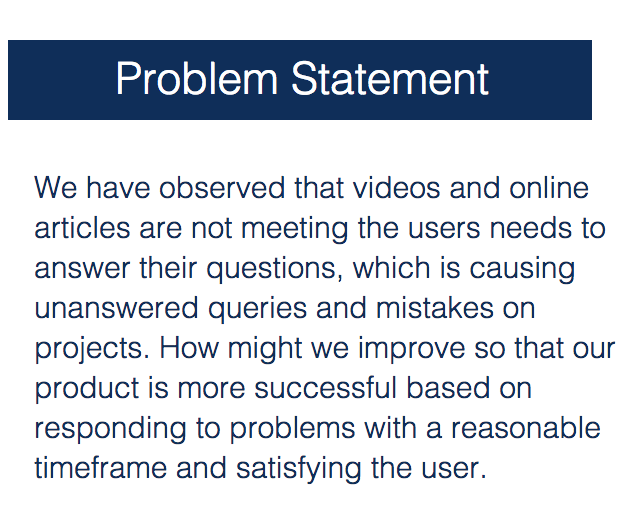 Problem Statement
We have observed that videos and online
articles are not meeting the users needs to
answer their questions, which is causing
unanswered queries and mistakes on
projects. How might we improve so that our
product is more successful based on
responding to problems with a reasonable
timeframe and satisfying the user.